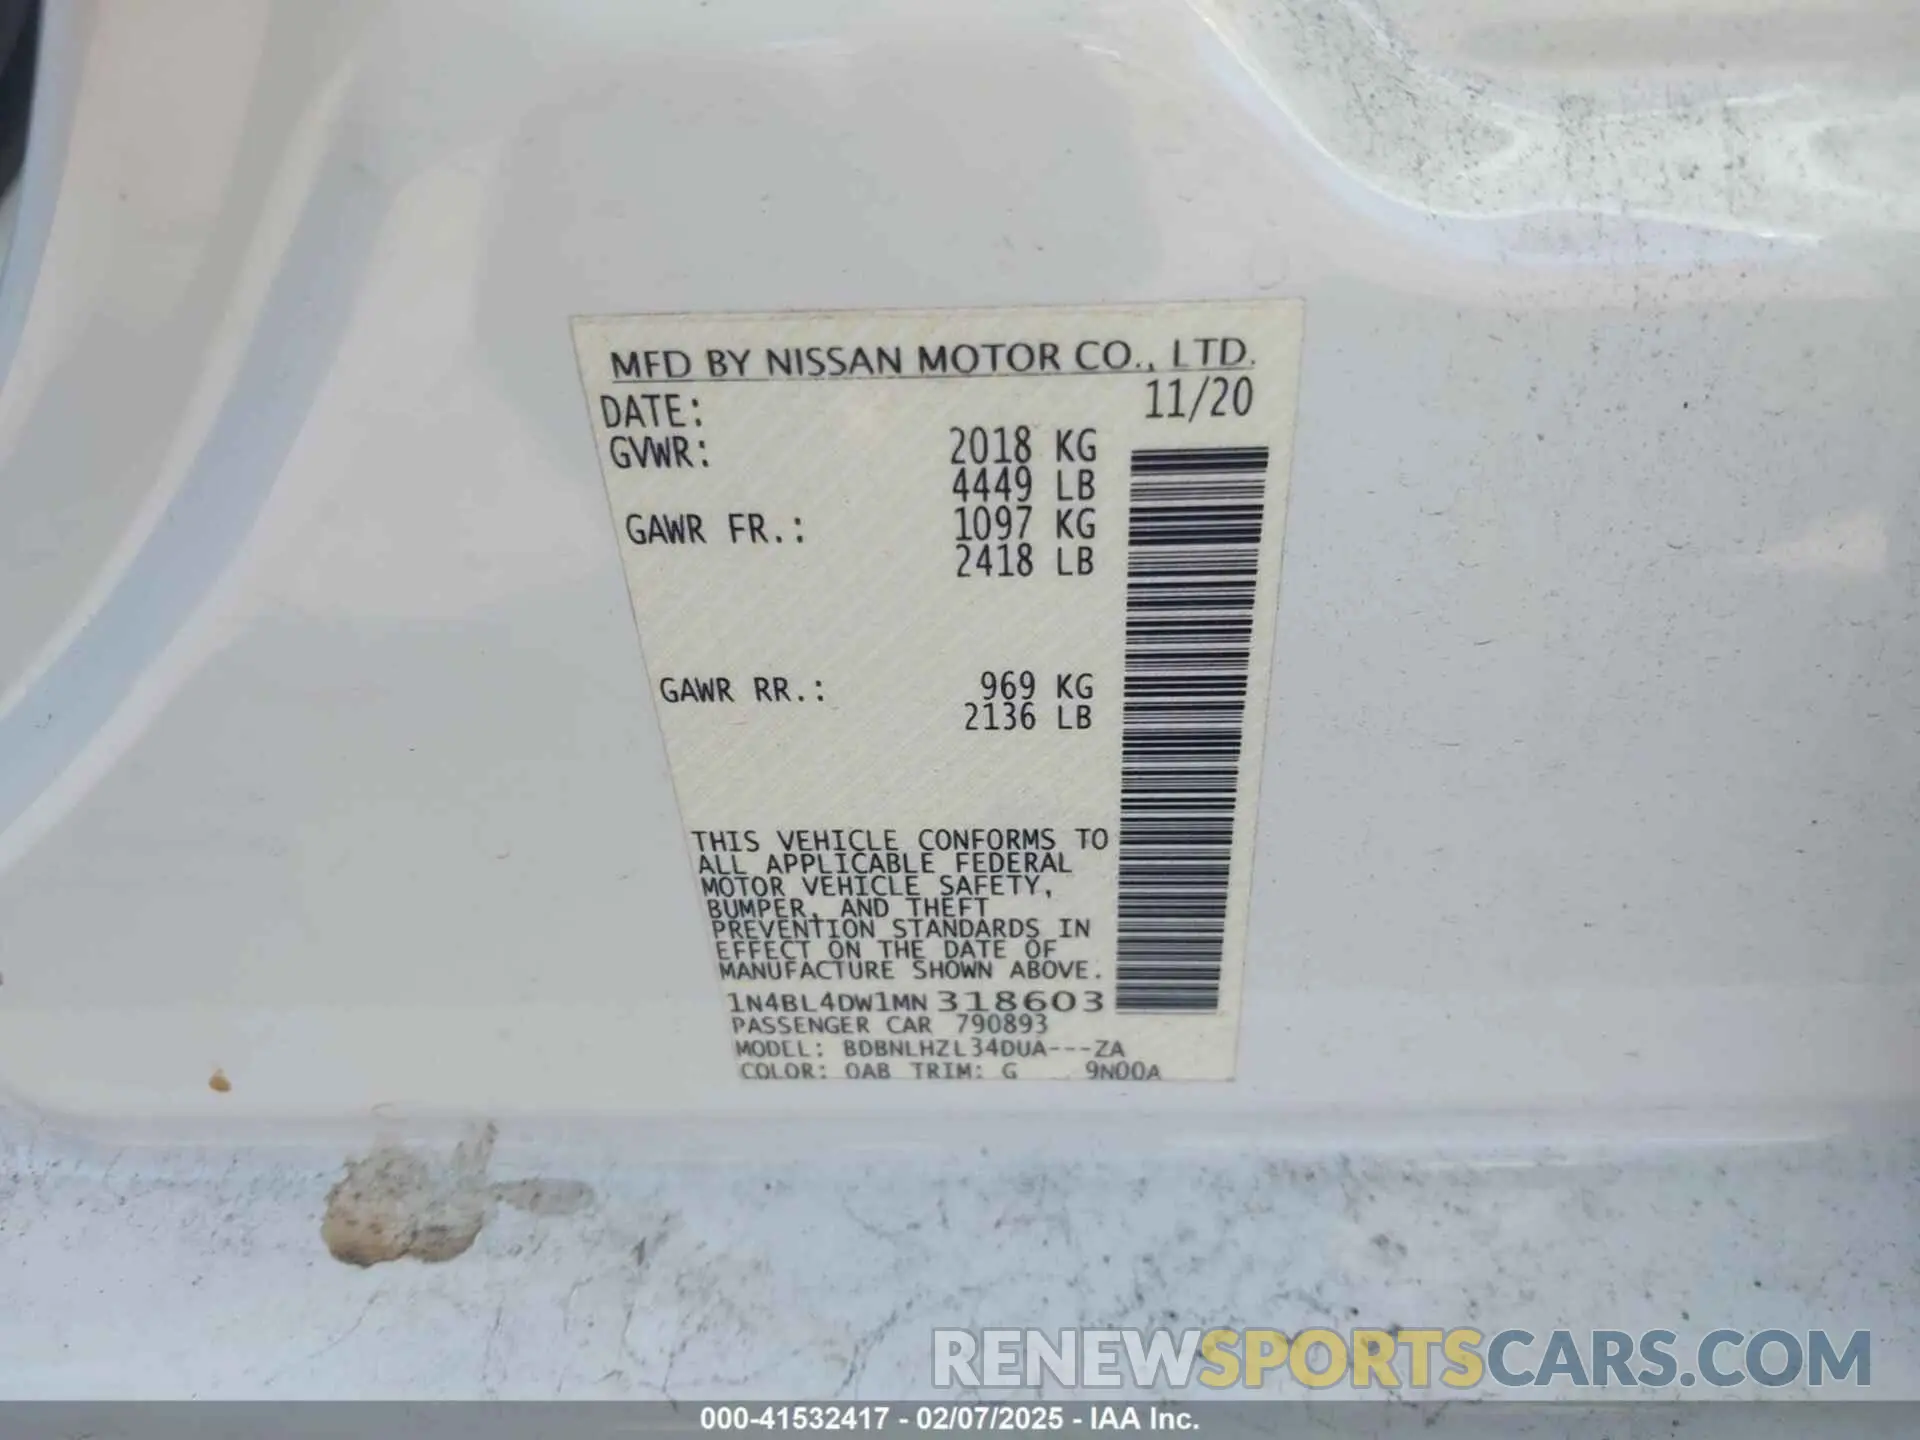 MFD BY NISSAN MOTOR CO., LTD.
DATE: 11/20
GVWR: 2018 KG
4449 LB
GAWR FR.: 1097 KG
2418 LB
GAWR RR.: 969 KG
2136 LB
THIS VEHICLE CONFORMS TO
ALL APPLICABLE FEDERAL
MOTOR VEHICLE SAFETY,
BUMPER, AND THEFT
PREVENTION STANDARDS IN
EFFECT ON THE DATE OF
MANUFACTURE SHOWN ABOVE.
1N4BL4DW1MN318603
PASSENGER CAR 790893
MODEL: BDBNLHZL34DUA---ZA
COLOR: QAB TRIM: G 9N00A
RENEWSPORTSCARS.COM
000-41532417 - 02/07/2025 - IAA Inc.